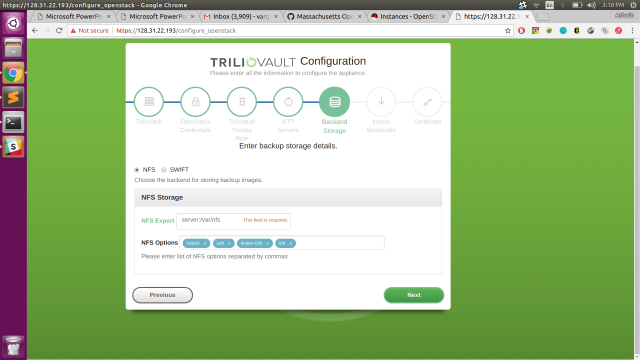 https://128.31.22.193/configure_openstack - Google Chrome
3:10 PM
Microsoft PowerPo
Microsoft PowerPo
Inbox (3,909) - varg
Massachusetts Op
Instances - OpenSt
https://128.31.22.1
Not secure | https://128.31.22.193/configure_openstack
TRILIOVAULT Configuration
Please enter all the information to configure the appliance.
TrilioVault
OpenStack Credentials
TrilioVault Trustee Role
NTP Servers
Backend Storage
Import Workloads
Certificate
Enter backup storage details.
NFS SWIFT
Choose the backend for storing backup images.
NFS Storage
NFS Export server:/var/nfs This field is required.
NFS Options nolock x soft x timeo=180 x intr x
Please enter list of NFS options separated by commas
Previous Next